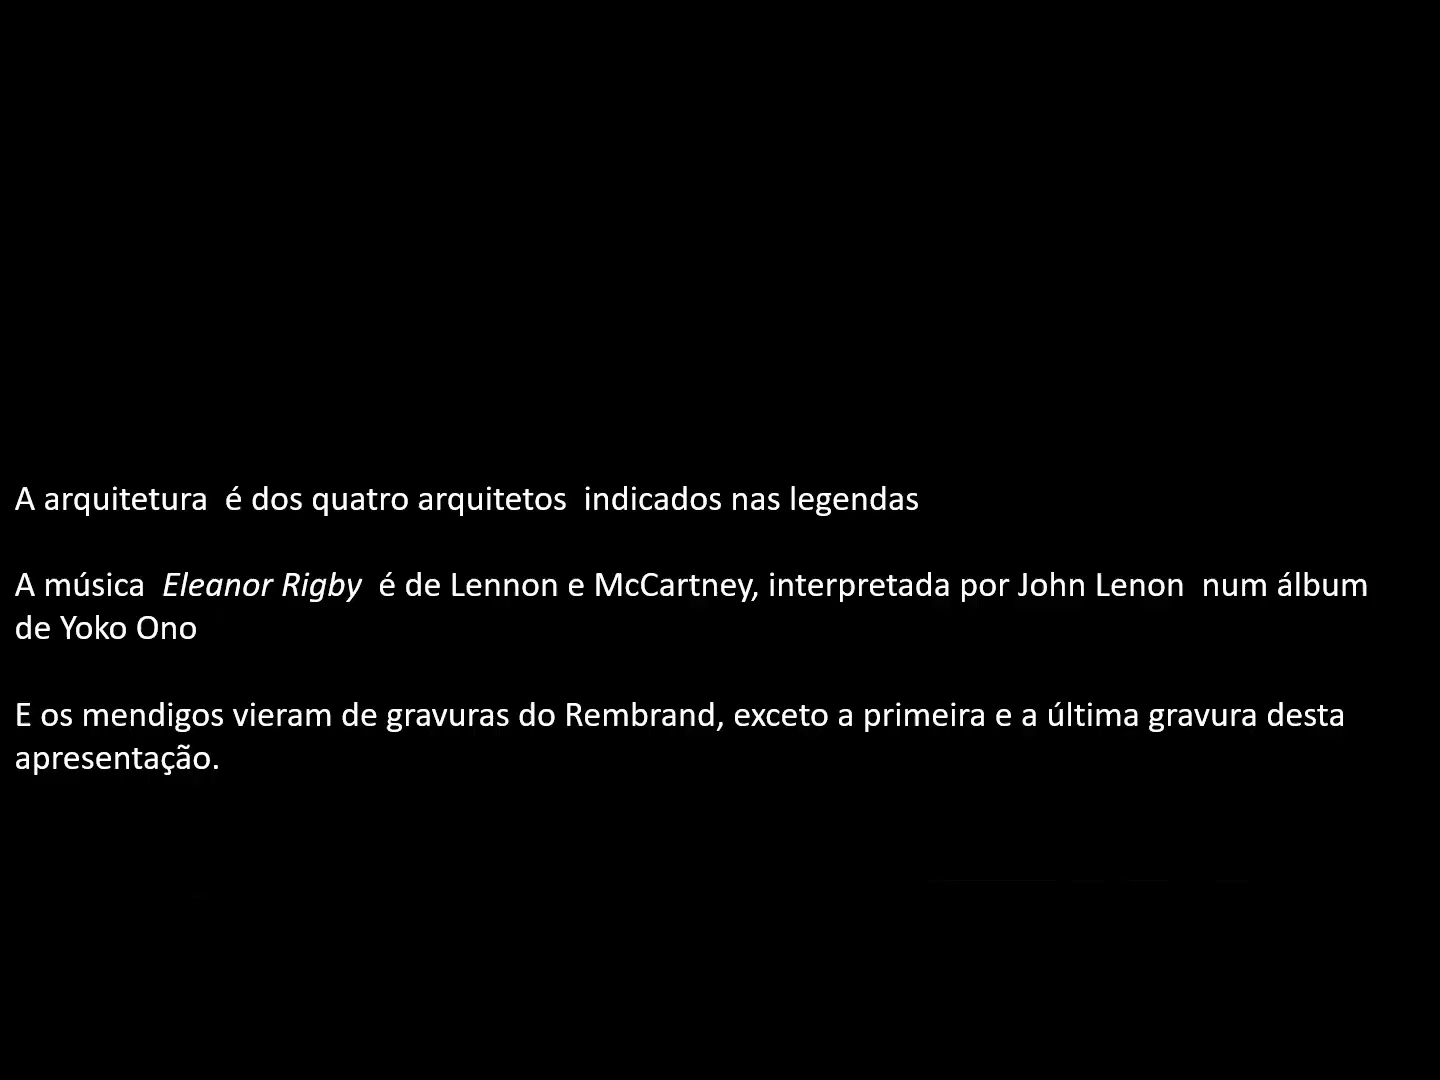 A arquitetura é dos quatro arquitetos indicados nas legendas
A música Eleanor Rigby é de Lennon e McCartney, interpretada por John Lenon num álbum
de Yoko Ono
E os mendigos vieram de gravuras do Rembrand, exceto a primeira e a última gravura desta
apresentação.